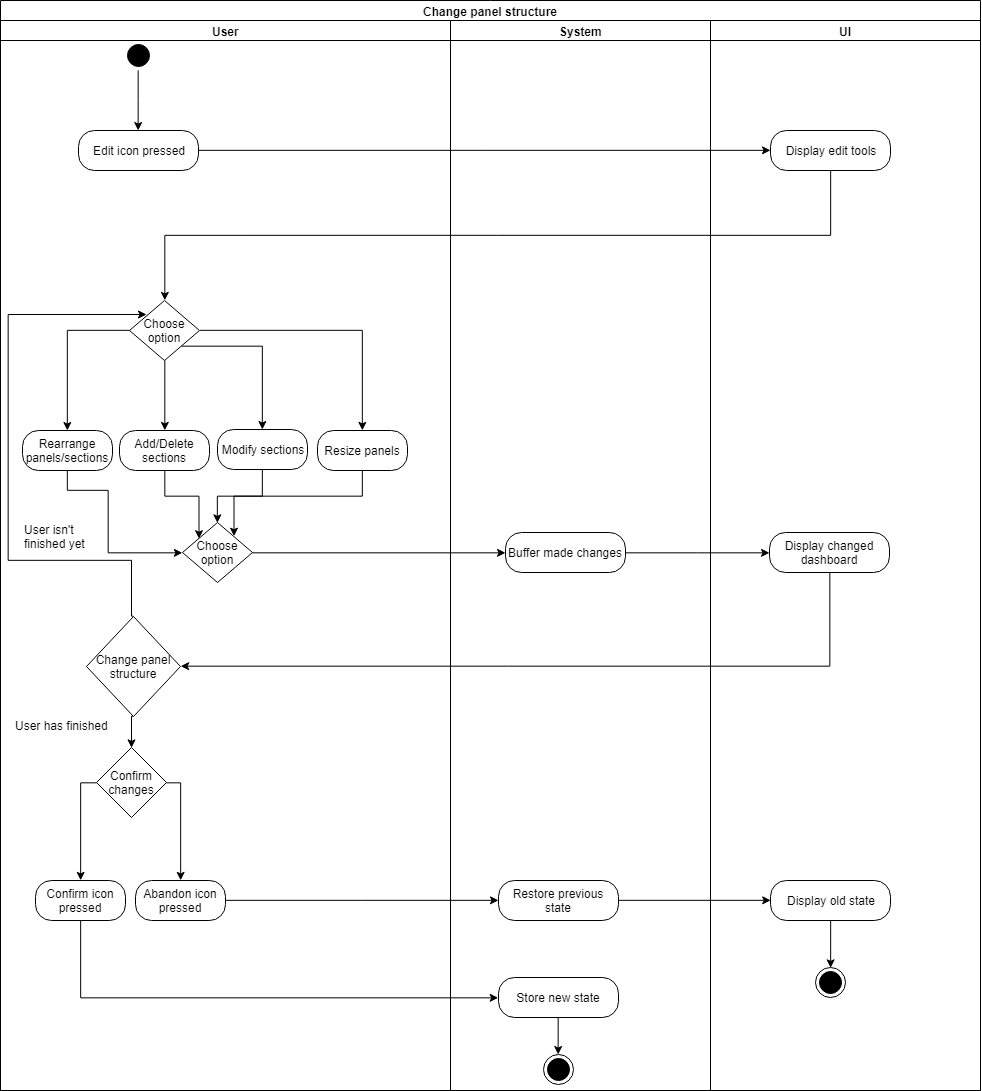 Change panel structure
User
System
UI
Edit icon pressed
Display edit tools
Choose
option
Rearrange
panels/sections
Add/Delete
sections
Modify sections
Resize panels
User isn't
finished yet
Choose
option
Buffer made changes
Display changed
dashboard
Change panel
structure
User has finished
Confirm
changes
Confirm icon
pressed
Abandon icon
pressed
Restore previous
state
Display old state
Store new state